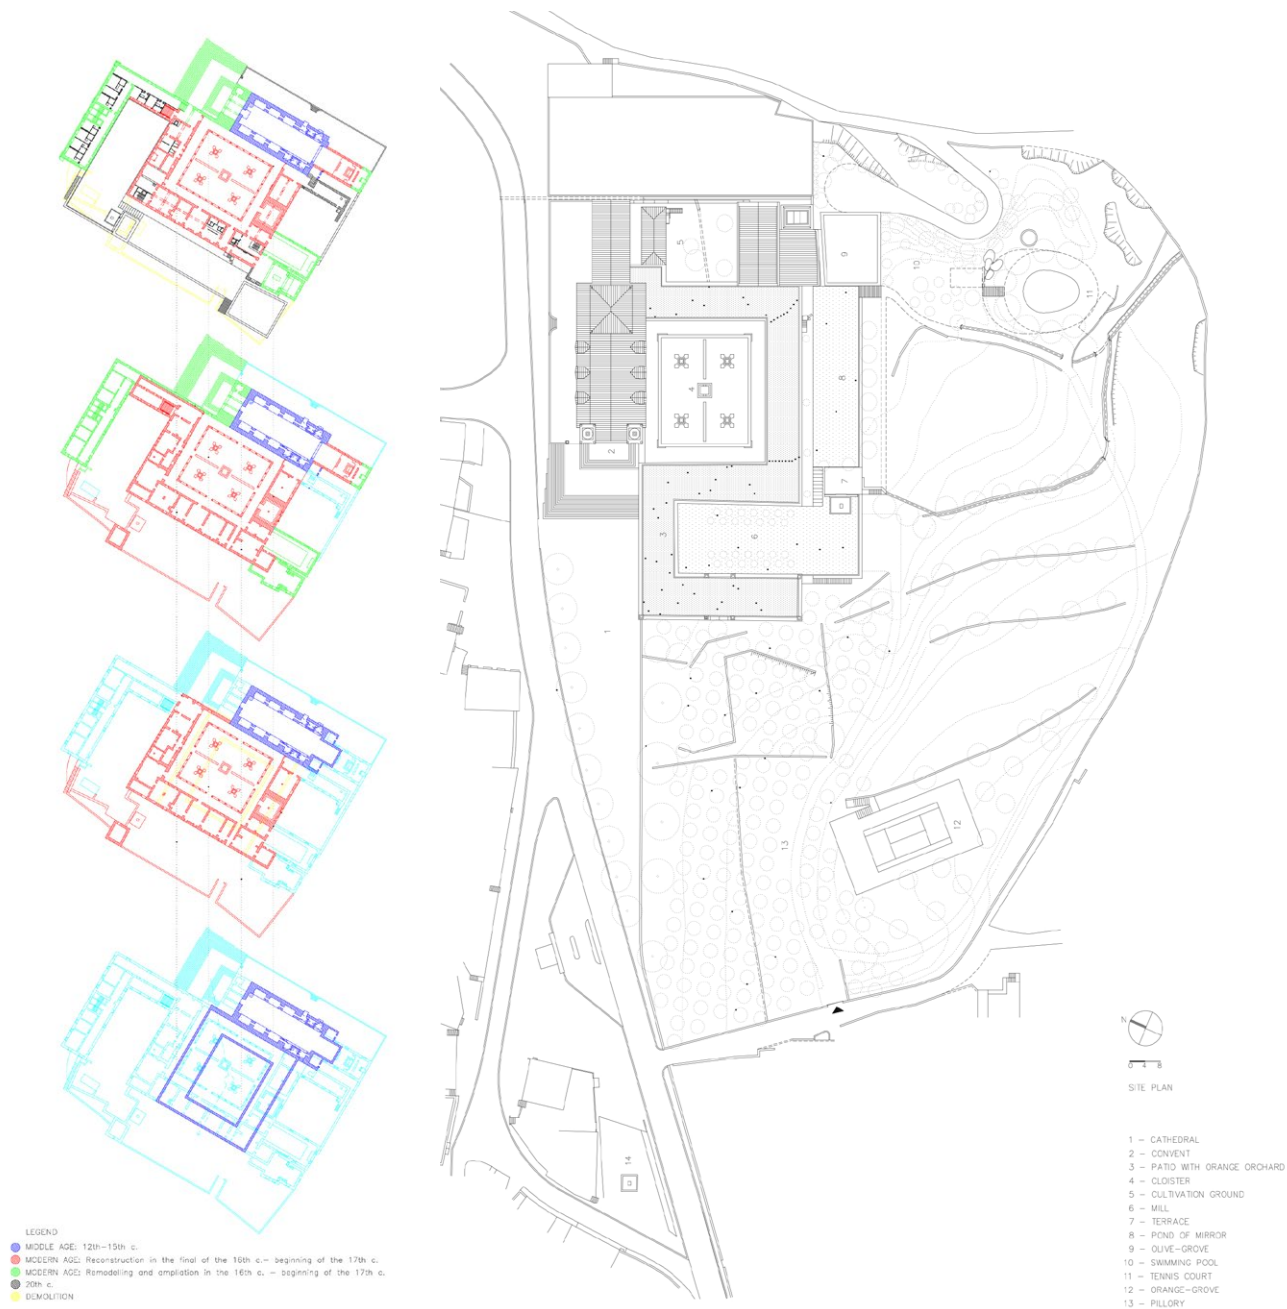 5
9
10
11
4
8
2
7
3
6
1
12
13
N
0 4 8
SITE PLAN
14
1 - CATHEDRAL
2 - CONVENT
3 - PATIO WITH ORANGE ORCHARD
4 - CLOISTER
5 - CULTIVATION GROUND
6 - MILL
7 - TERRACE
8 - POND OF MIRROR
9 - OLIVE-GROVE
10 - SWIMMING POOL
11 - TENNIS COURT
12 - ORANGE-GROVE
13 - PILLORY
LEGEND
MIDDLE AGE: 12th-15th c.
MODERN AGE: Reconstruction in the final of the 16th c.- beginning of the 17th c.
MODERN AGE: Remodelling and ampliation in the 16th c. - beginning of the 17th c.
20th c.
DEMOLITION